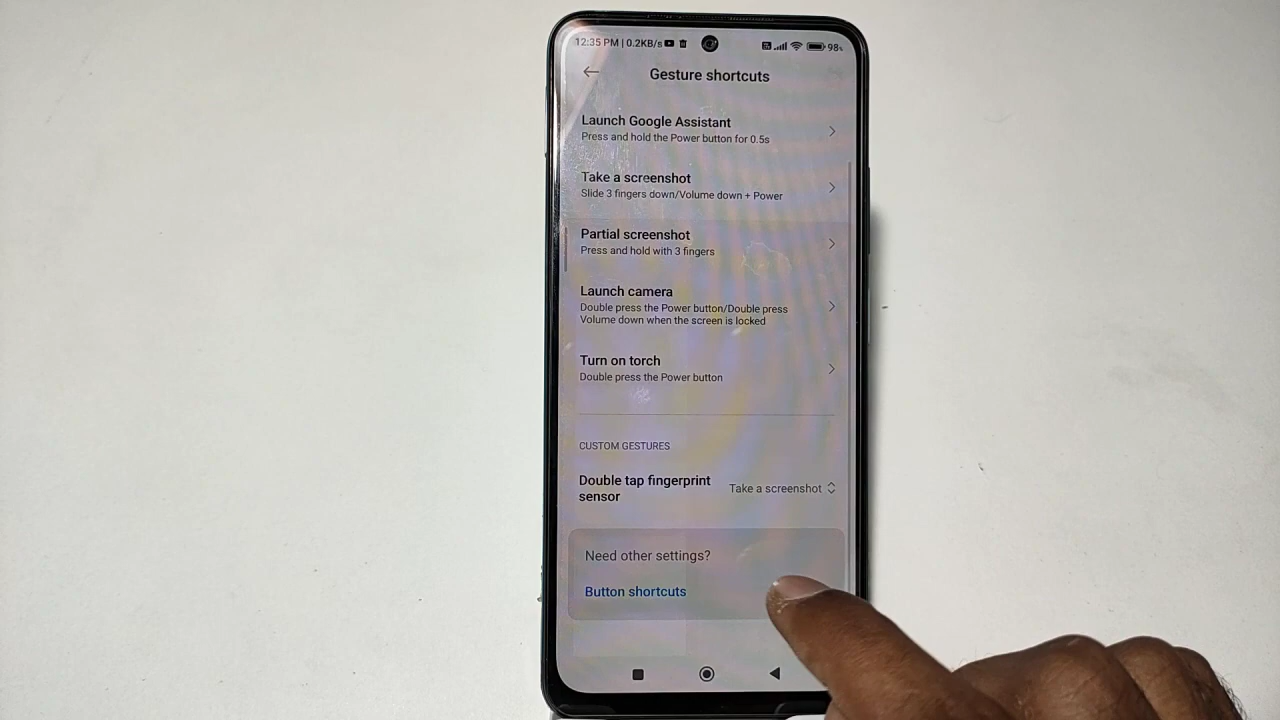 12:35 PM | 0.2KB/s
98%
Gesture shortcuts
Launch Google Assistant
Press and hold the Power button for 0.5s
Take a screenshot
Slide 3 fingers down/Volume down + Power
Partial screenshot
Press and hold with 3 fingers
Launch camera
Double press the Power button/Double press
Volume down when the screen is locked
Turn on torch
Double press the Power button
CUSTOM GESTURES
Double tap fingerprint
sensor
Take a screenshot
Need other settings?
Button shortcuts